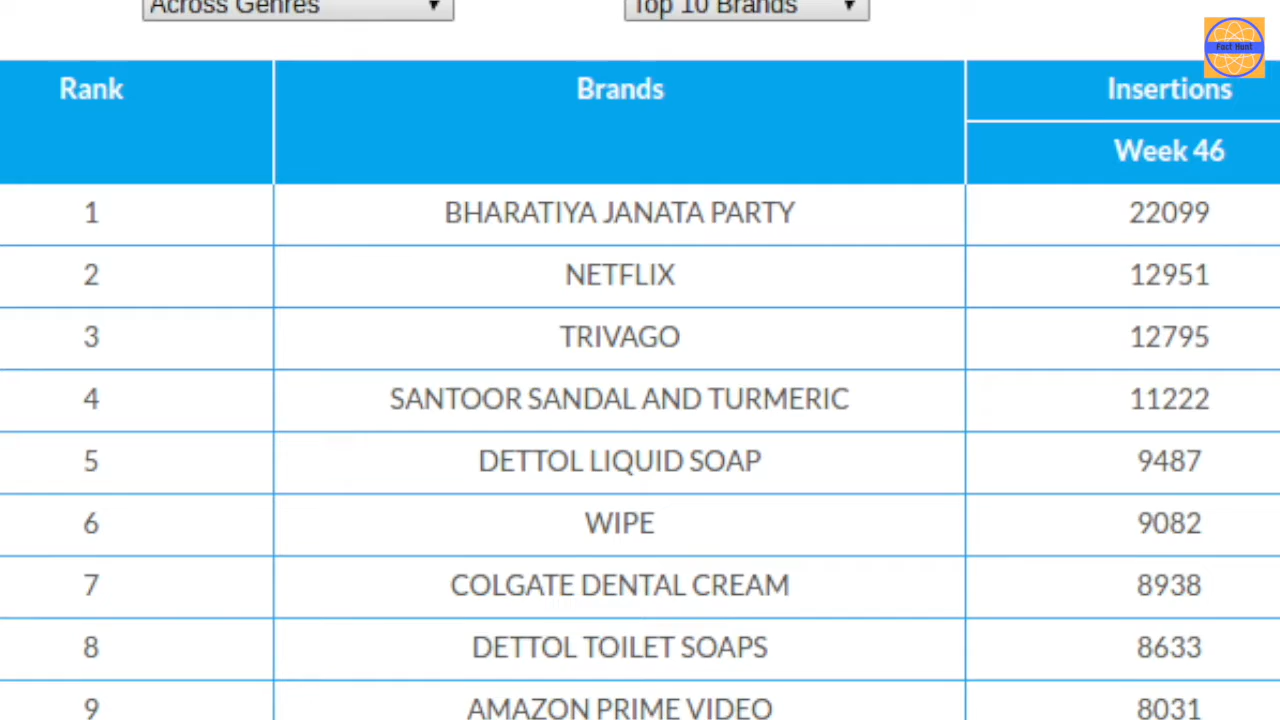 Across Genres Top 10 Brands
Fact Hunt
Rank Brands Insertions
Week 46
1 BHARATIYA JANATA PARTY 22099
2 NETFLIX 12951
3 TRIVAGO 12795
4 SANTOOR SANDAL AND TURMERIC 11222
5 DETTOL LIQUID SOAP 9487
6 WIPE 9082
7 COLGATE DENTAL CREAM 8938
8 DETTOL TOILET SOAPS 8633
9 AMAZON PRIME VIDEO 8031